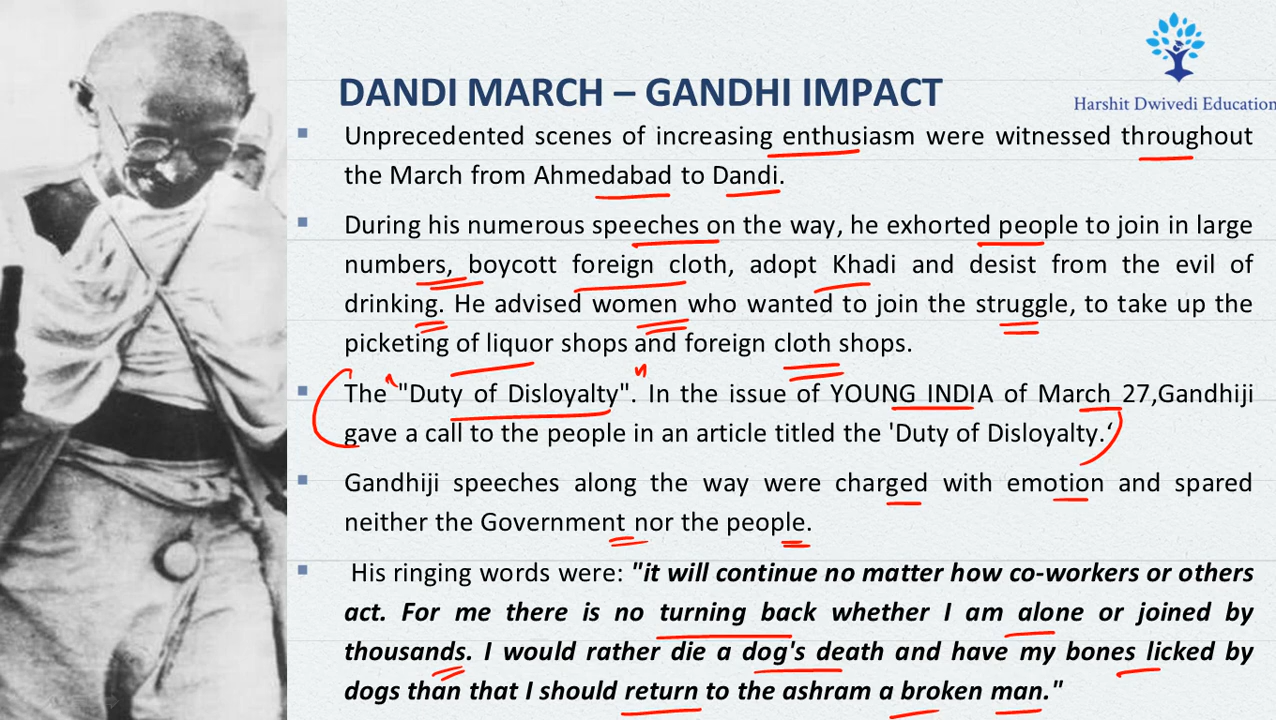 Harshit Dwivedi Education
DANDI MARCH – GANDHI IMPACT
▪ Unprecedented scenes of increasing enthusiasm were witnessed throughout
the March from Ahmedabad to Dandi.
▪ During his numerous speeches on the way, he exhorted people to join in large
numbers, boycott foreign cloth, adopt Khadi and desist from the evil of
drinking. He advised women who wanted to join the struggle, to take up the
picketing of liquor shops and foreign cloth shops.
▪ The "Duty of Disloyalty". In the issue of YOUNG INDIA of March 27,Gandhiji
gave a call to the people in an article titled the 'Duty of Disloyalty.‘
▪ Gandhiji speeches along the way were charged with emotion and spared
neither the Government nor the people.
▪ His ringing words were: "it will continue no matter how co-workers or others
act. For me there is no turning back whether I am alone or joined by
thousands. I would rather die a dog's death and have my bones licked by
dogs than that I should return to the ashram a broken man."